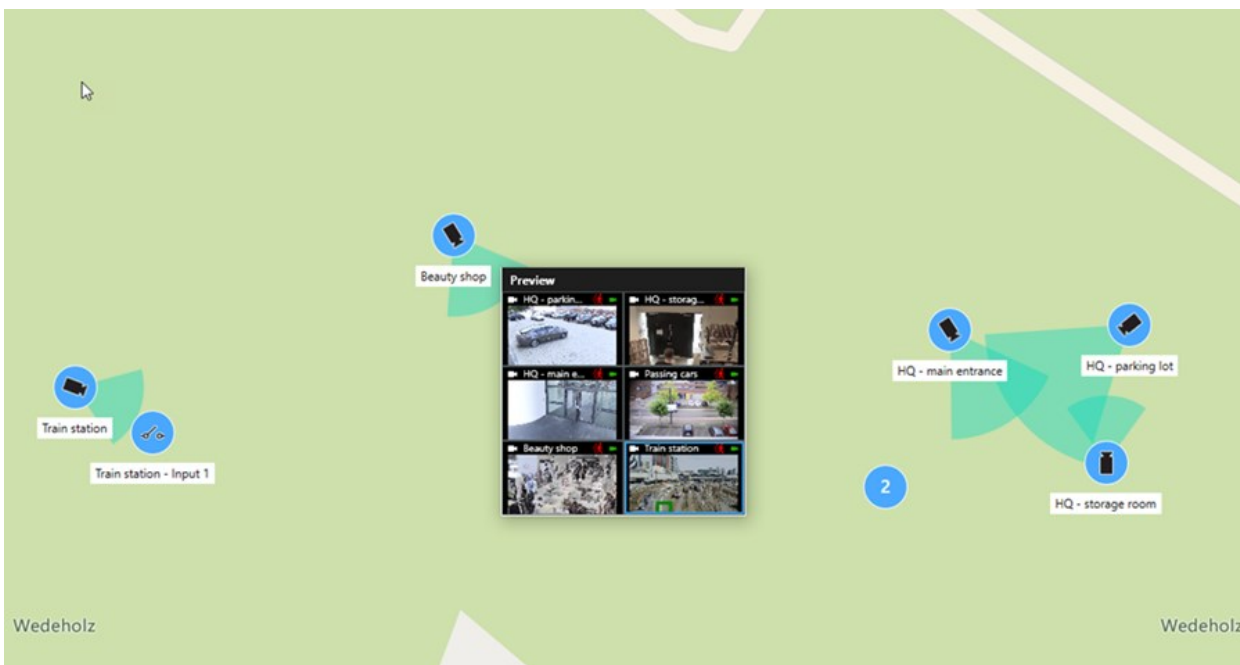 Beauty shop
Preview
HQ - parkin...
HQ - storag...
HQ - main e...
Passing cars
Beauty shop
Train station
HQ - main entrance
HQ - parking lot
Train station
Train station - Input 1
2
HQ - storage room
Wedeholz
Wedeholz